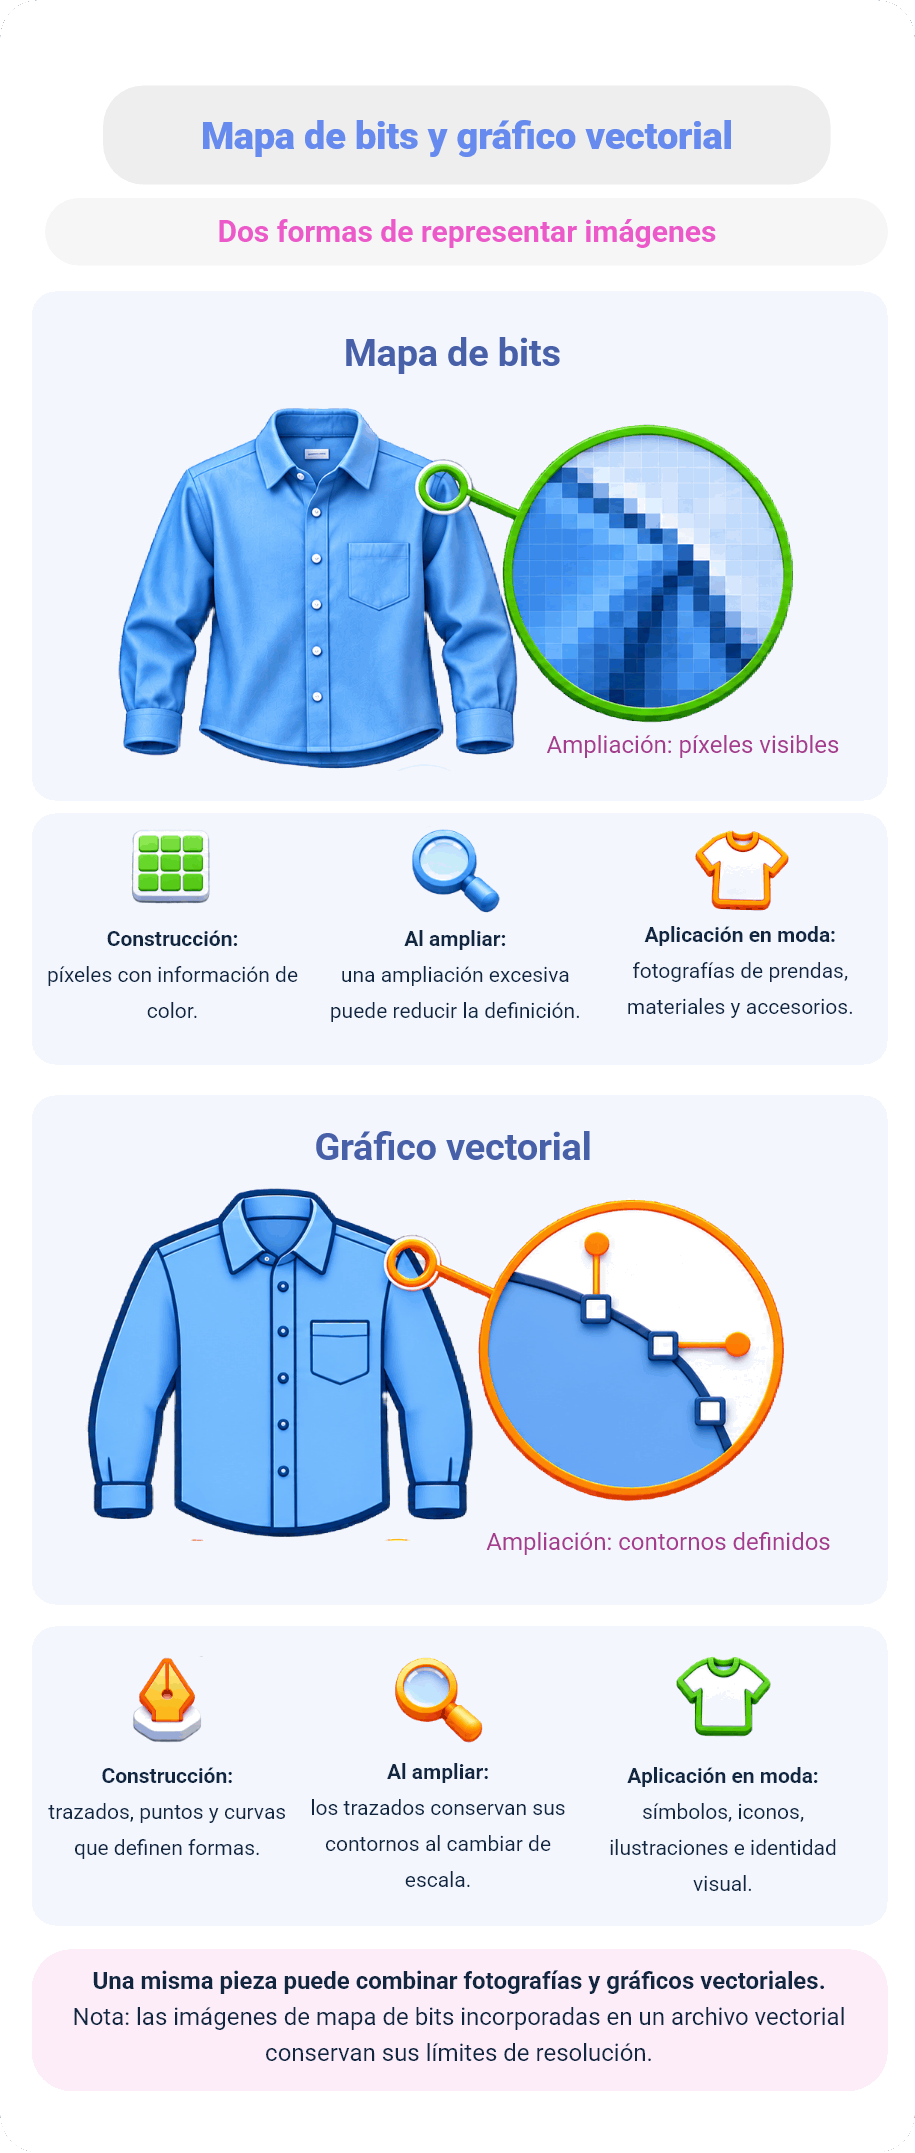 Mapa de bits y gráfico vectorial
Dos formas de representar imágenes
Mapa de bits
Ampliación: píxeles visibles
Construcción:
píxeles con información de
color.
Al ampliar:
una ampliación excesiva
puede reducir la definición.
Aplicación en moda:
fotografías de prendas,
materiales y accesorios.
Gráfico vectorial
Ampliación: contornos definidos
Construcción:
trazados, puntos y curvas
que definen formas.
Al ampliar:
los trazados conservan sus
contornos al cambiar de
escala.
Aplicación en moda:
símbolos, iconos,
ilustraciones e identidad
visual.
Una misma pieza puede combinar fotografías y gráficos vectoriales.
Nota: las imágenes de mapa de bits incorporadas en un archivo vectorial
conservan sus límites de resolución.